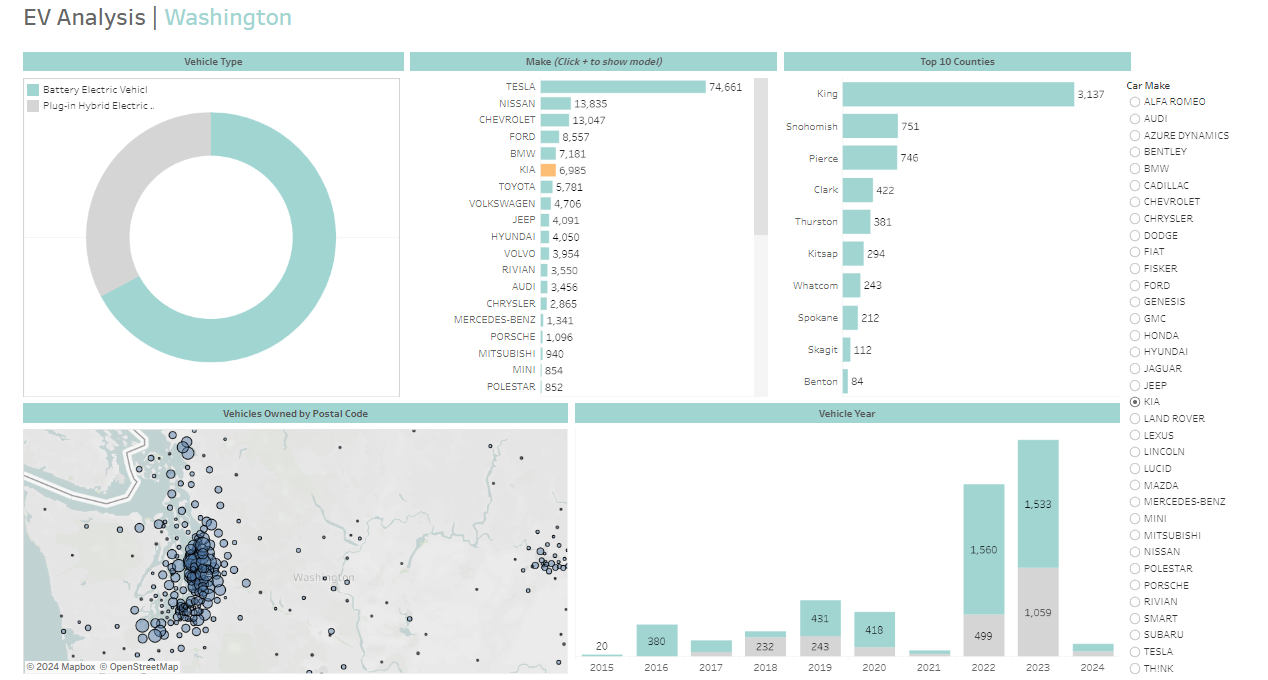 EV Analysis | Washington
Vehicle Type
Battery Electric Vehicl
Plug-in Hybrid Electric ..
Make (Click + to show model)
TESLA 74,661
NISSAN 13,835
CHEVROLET 13,047
FORD 8,557
BMW 7,181
KIA 6,985
TOYOTA 5,781
VOLKSWAGEN 4,706
JEEP 4,091
HYUNDAI 4,050
VOLVO 3,954
RIVIAN 3,550
AUDI 3,456
CHRYSLER 2,865
MERCEDES-BENZ 1,341
PORSCHE 1,096
MITSUBISHI 940
MINI 854
POLESTAR 852
Top 10 Counties
King 3,137
Snohomish 751
Pierce 746
Clark 422
Thurston 381
Kitsap 294
Whatcom 243
Spokane 212
Skagit 112
Benton 84
Car Make
ALFA ROMEO
AUDI
AZURE DYNAMICS
BENTLEY
BMW
CADILLAC
CHEVROLET
CHRYSLER
DODGE
FIAT
FISKER
FORD
GENESIS
GMC
HONDA
HYUNDAI
JAGUAR
JEEP
KIA
LAND ROVER
LEXUS
LINCOLN
LUCID
MAZDA
MERCEDES-BENZ
MINI
MITSUBISHI
NISSAN
POLESTAR
PORSCHE
RIVIAN
SMART
SUBARU
TESLA
TH!NK
Vehicles Owned by Postal Code
Washington
© 2024 Mapbox © OpenStreetMap
Vehicle Year
1,533
1,560
1,059
431
418
380
499
20
232
243
2015 2016 2017 2018 2019 2020 2021 2022 2023 2024